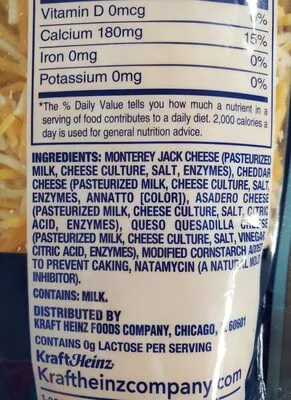 Vitamin D 0mcg 0%
Calcium 180mg 15%
Iron 0mg 0%
Potassium 0mg 0%
*The % Daily Value tells you how much a nutrient in a
serving of food contributes to a daily diet. 2,000 calories a
day is used for general nutrition advice.
INGREDIENTS: MONTEREY JACK CHEESE (PASTEURIZED
MILK, CHEESE CULTURE, SALT, ENZYMES), CHEDDAR
CHEESE (PASTEURIZED MILK, CHEESE CULTURE, SALT,
ENZYMES, ANNATTO [COLOR]), ASADERO CHEESE
(PASTEURIZED MILK, CHEESE CULTURE, SALT, CITRIC
ACID, ENZYMES), QUESO QUESADILLA CHEESE
(PASTEURIZED MILK, CHEESE CULTURE, SALT, VINEGAR
CITRIC ACID, ENZYMES), MODIFIED CORNSTARCH ADDED
TO PREVENT CAKING, NATAMYCIN (A NATURAL MOLD
INHIBITOR).
CONTAINS: MILK.
DISTRIBUTED BY
KRAFT HEINZ FOODS COMPANY, CHICAGO, 60601
CONTAINS 0g LACTOSE PER SERVING
KraftHeinz
Kraftheinzcompany.com